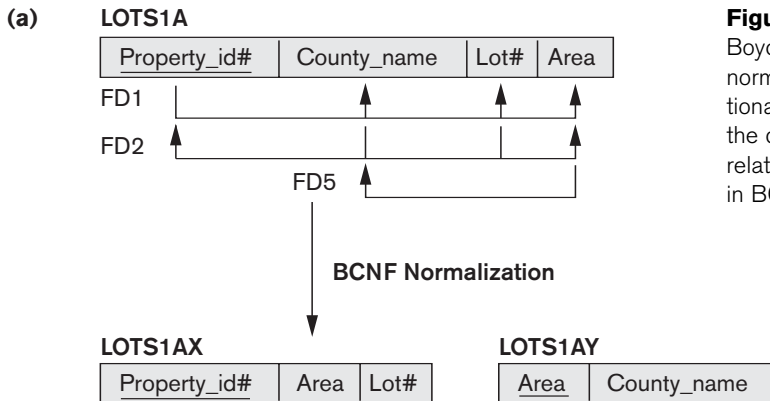 (a)
LOTS1A
Property_id# County_name Lot# Area
FD1
FD2
FD5
BCNF Normalization
LOTS1AX
Property_id# Area Lot#
LOTS1AY
Area County_name